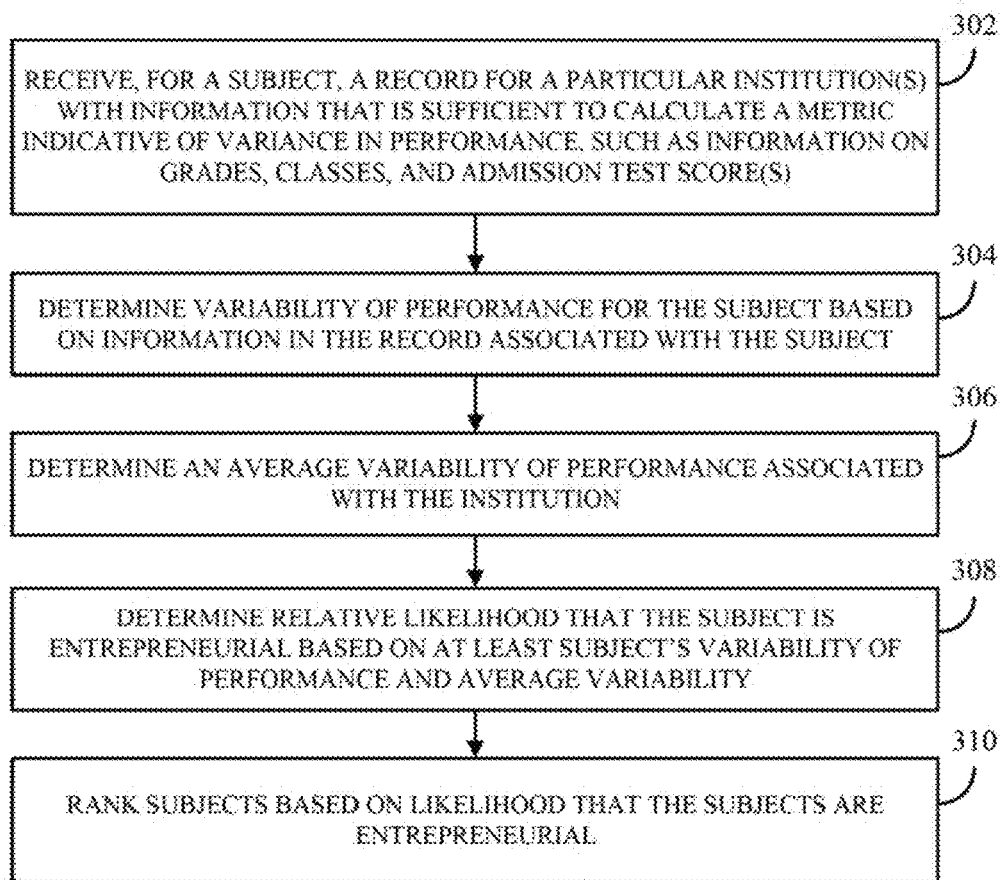 302
RECEIVE, FOR A SUBJECT, A RECORD FOR A PARTICULAR INSTITUTION(S)
WITH INFORMATION THAT IS SUFFICIENT TO CALCULATE A METRIC
INDICATIVE OF VARIANCE IN PERFORMANCE, SUCH AS INFORMATION ON
GRADES, CLASSES, AND ADMISSION TEST SCORE(S)
304
DETERMINE VARIABILITY OF PERFORMANCE FOR THE SUBJECT BASED
ON INFORMATION IN THE RECORD ASSOCIATED WITH THE SUBJECT
306
DETERMINE AN AVERAGE VARIABILITY OF PERFORMANCE ASSOCIATED
WITH THE INSTITUTION
308
DETERMINE RELATIVE LIKELIHOOD THAT THE SUBJECT IS
ENTREPRENEURIAL BASED ON AT LEAST SUBJECT'S VARIABILITY OF
PERFORMANCE AND AVERAGE VARIABILITY
310
RANK SUBJECTS BASED ON LIKELIHOOD THAT THE SUBJECTS ARE
ENTREPRENEURIAL